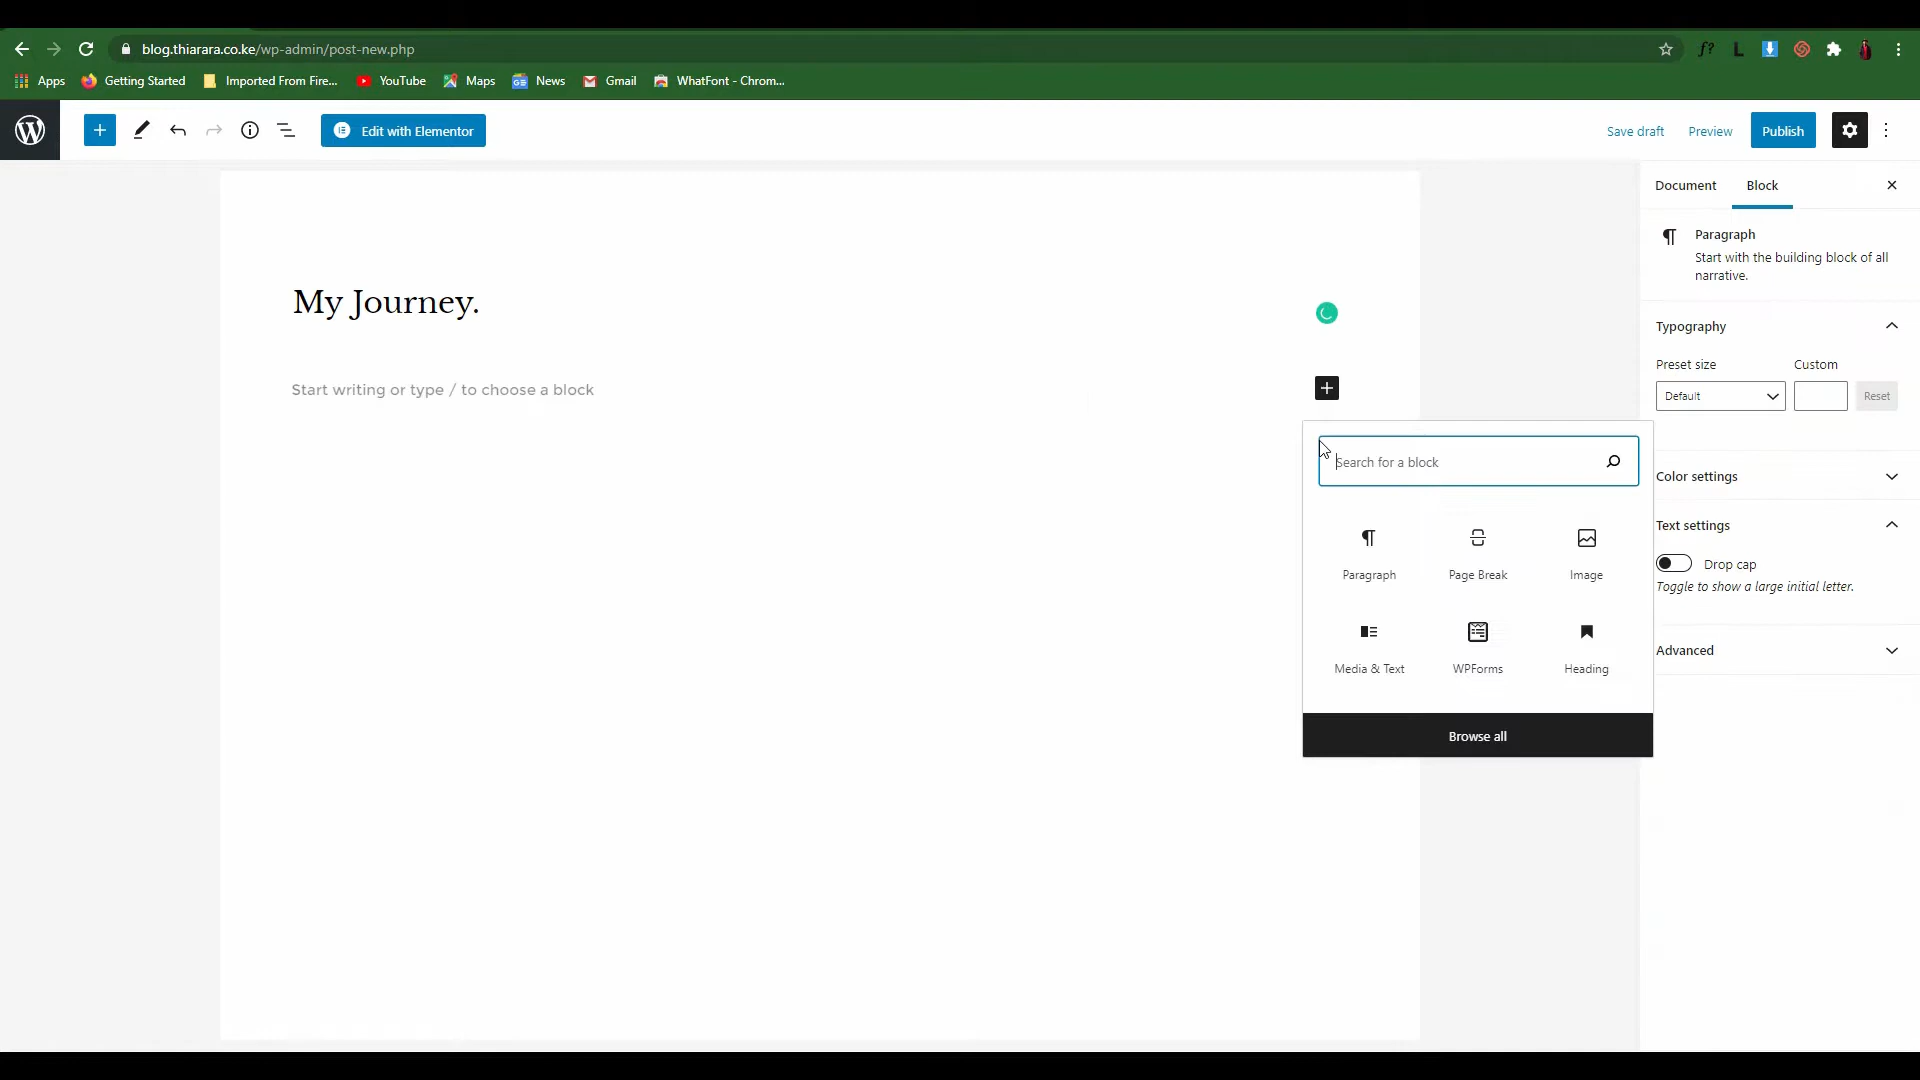 blog.thiarara.co.ke/wp-admin/post-new.php
f? L
Apps Getting Started Imported From Fire... YouTube Maps News Gmail WhatFont - Chrom...
Edit with Elementor Save draft Preview Publish
Document Block
Paragraph
Start with the building block of all
narrative.
My Journey.
Typography
Preset size Custom
Start writing or type / to choose a block
Default Reset
Search for a block
Color settings
Text settings
Drop cap
Toggle to show a large initial letter.
Paragraph Page Break Image
Advanced
Media & Text WPForms Heading
Browse all